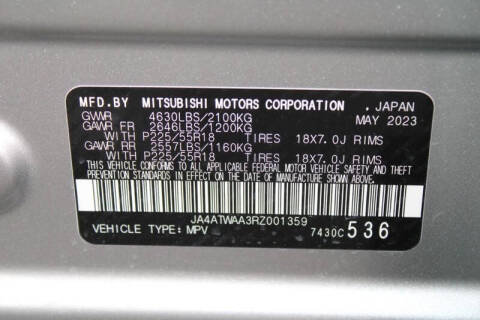 MFD.BY MITSUBISHI MOTORS CORPORATION . JAPAN
GVWR 4630LBS/2100KG MAY 2023
GAWR FR 2646LBS/1200KG
WITH P225/55R18 TIRES 18X7.0J RIMS
GAWR RR 2557LBS/1160KG
WITH P225/55R18 TIRES 18X7.0J RIMS
THIS VEHICLE CONFORMS TO ALL APPLICABLE FEDERAL MOTOR VEHICLE SAFETY AND THEFT
PREVENTION STANDARDS IN EFFECT ON THE DATE OF MANUFACTURE SHOWN ABOVE.
JA4ATWAA3RZ001359
VEHICLE TYPE: MPV 7430C 536